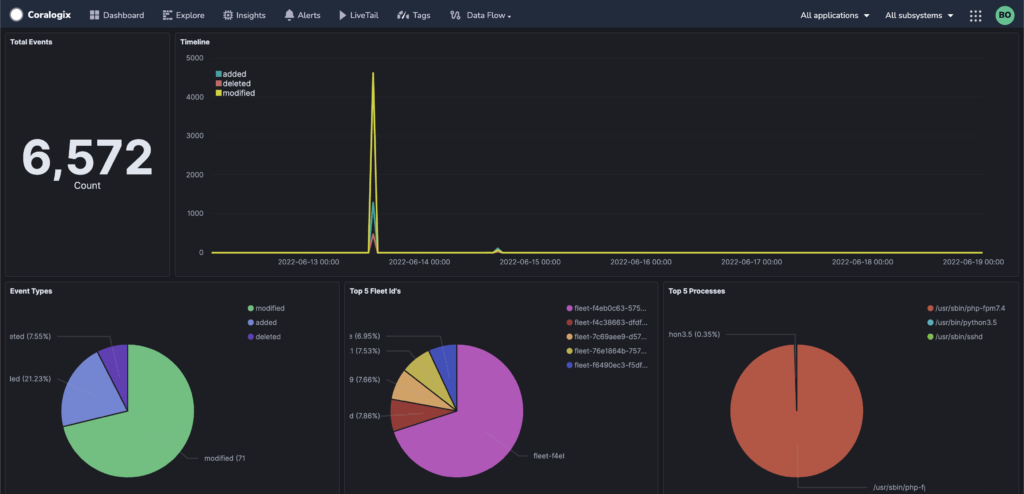 Coralogix Dashboard Explore Insights Alerts LiveTail Tags Data Flow All applications All subsystems BO
Total Events
6,572
Count
Timeline
5000
4000
3000
2000
1000
0
added
deleted
modified
2022-06-13 00:00 2022-06-14 00:00 2022-06-15 00:00 2022-06-16 00:00 2022-06-17 00:00 2022-06-18 00:00 2022-06-19 00:00
Event Types
modified
added
deleted
eted (7.55%)
led (21.23%)
modified (71
Top 5 Fleet Id's
fleet-f4eb0c63-575...
fleet-f4c38663-dfdf...
fleet-7c69aee9-d57...
fleet-76e1864b-757...
fleet-f6490ec3-f5df...
e (6.95%)
1 (7.53%)
9 (7.66%)
d (7.86%)
fleet-f4el
Top 5 Processes
/usr/sbin/php-fpm7.4
/usr/bin/python3.5
/usr/sbin/sshd
hon3.5 (0.35%)
/usr/sbin/php-f